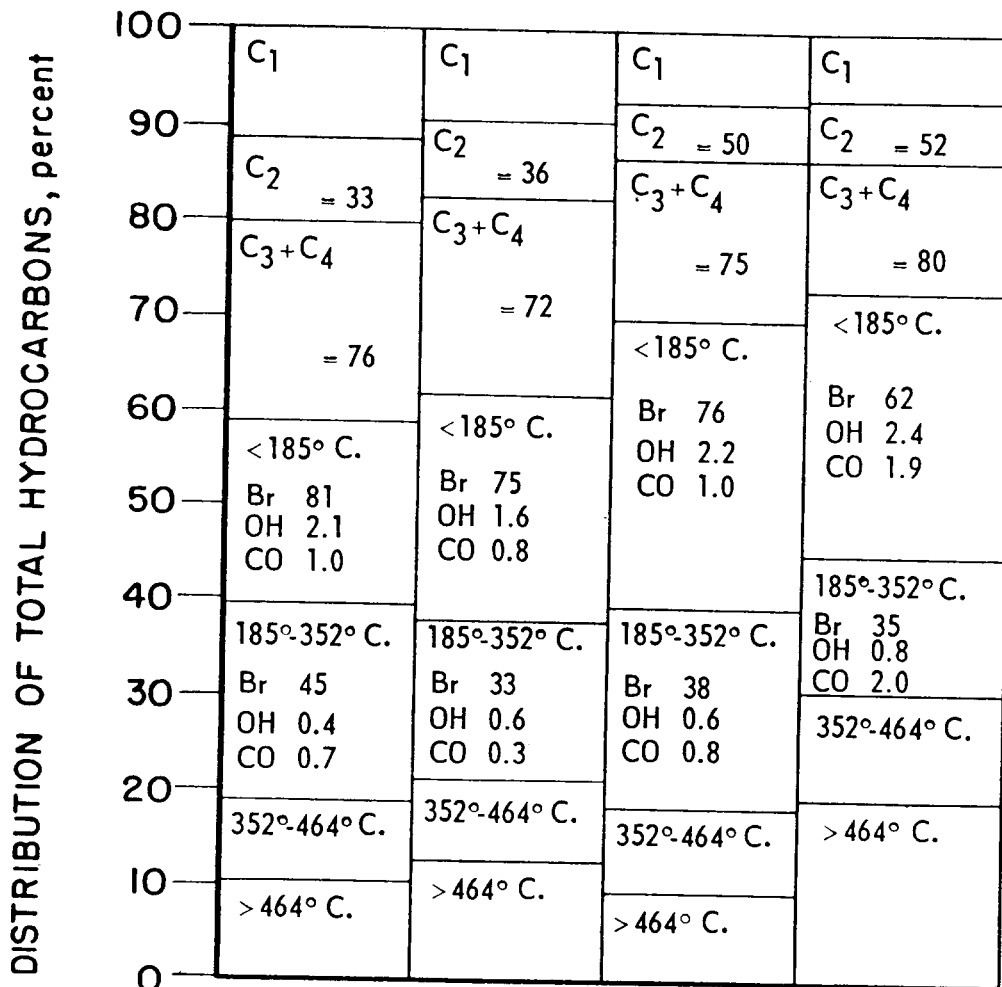 DISTRIBUTION OF TOTAL HYDROCARBONS, percent
100
90
80
70
60
50
40
30
20
10
0
C1
C2 = 33
C3 + C4
= 76
<185° C.
Br 81
OH 2.1
CO 1.0
185°-352° C.
Br 45
OH 0.4
CO 0.7
352°-464° C.
>464° C.
C1
C2 = 36
C3 + C4
= 72
<185° C.
Br 75
OH 1.6
CO 0.8
185°-352° C.
Br 33
OH 0.6
CO 0.3
352°-464° C.
>464° C.
C1
C2 = 50
C3 + C4
= 75
<185° C.
Br 76
OH 2.2
CO 1.0
185°-352° C.
Br 38
OH 0.6
CO 0.8
352°-464° C.
>464° C.
C1
C2 = 52
C3 + C4
= 80
<185° C.
Br 62
OH 2.4
CO 1.9
185°-352° C.
Br 35
OH 0.8
CO 2.0
352°-464° C.
>464° C.